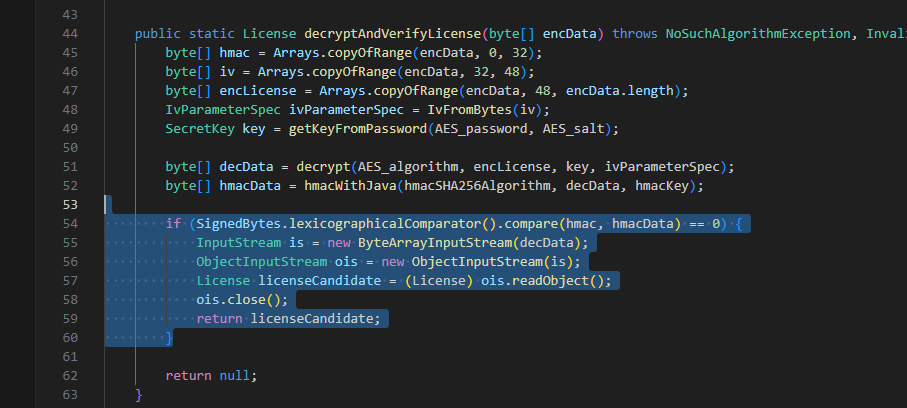 43
44 public static License decryptAndVerifyLicense(byte[] encData) throws NoSuchAlgorithmException, Inval
45 byte[] hmac = Arrays.copyOfRange(encData, 0, 32);
46 byte[] iv = Arrays.copyOfRange(encData, 32, 48);
47 byte[] encLicense = Arrays.copyOfRange(encData, 48, encData.length);
48 IvParameterSpec ivParameterSpec = IvFromBytes(iv);
49 SecretKey key = getKeyFromPassword(AES_password, AES_salt);
50
51 byte[] decData = decrypt(AES_algorithm, encLicense, key, ivParameterSpec);
52 byte[] hmacData = hmacWithJava(hmacSHA256Algorithm, decData, hmacKey);
53
54 if (SignedBytes.lexicographicalComparator().compare(hmac, hmacData) == 0) {
55 InputStream is = new ByteArrayInputStream(decData);
56 ObjectInputStream ois = new ObjectInputStream(is);
57 License licenseCandidate = (License) ois.readObject();
58 ois.close();
59 return licenseCandidate;
60 }
61
62 return null;
63 }